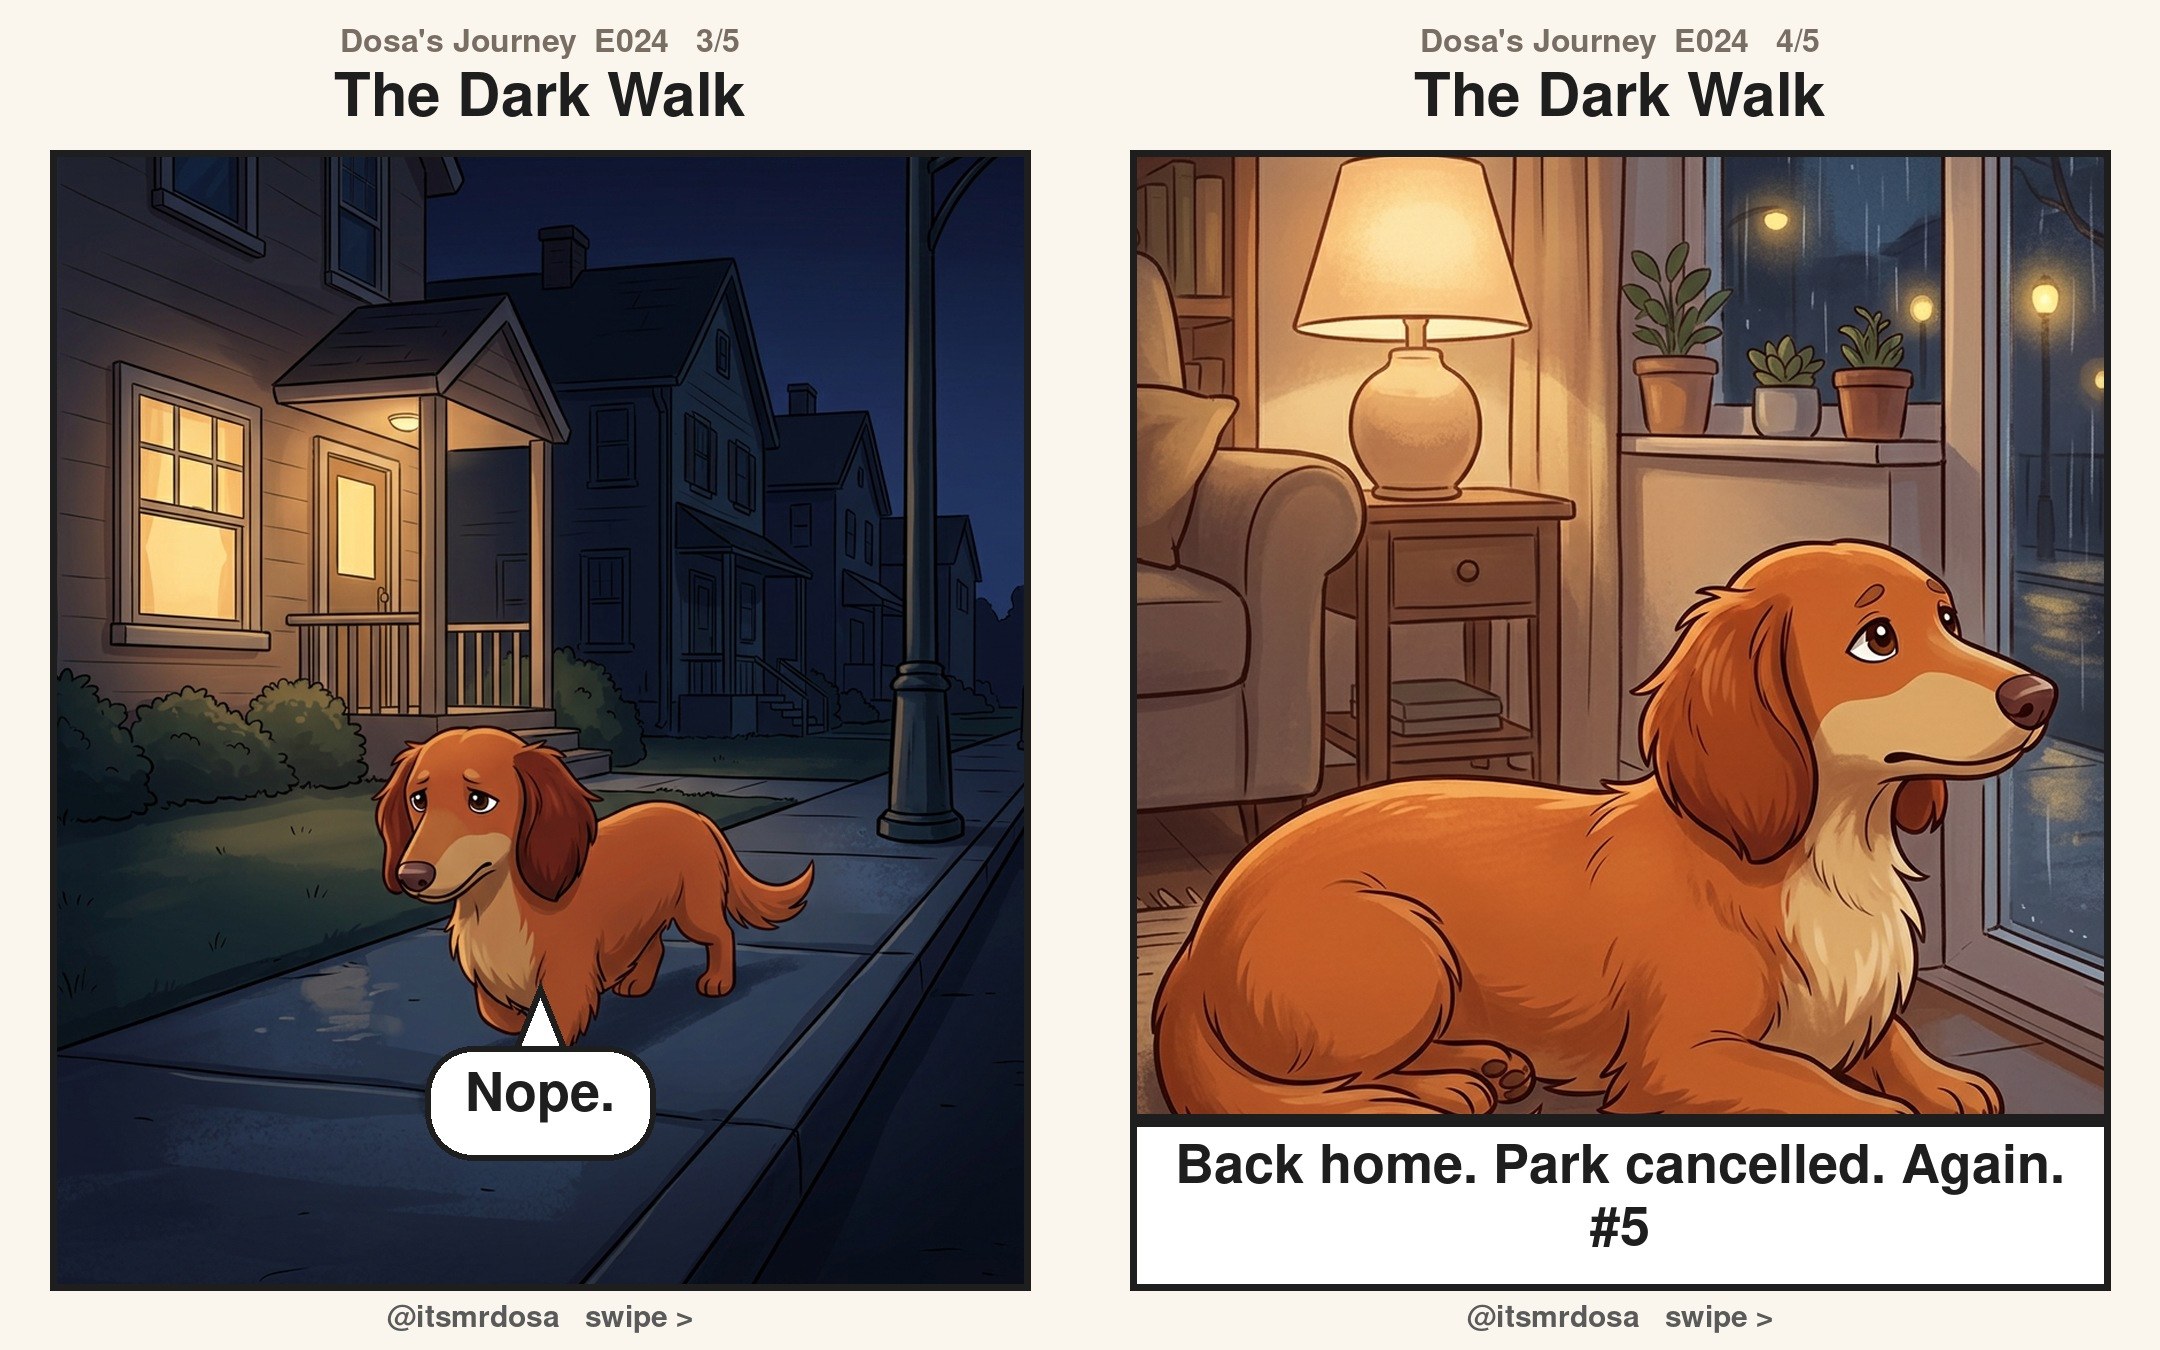 Dosa's Journey E024 3/5
The Dark Walk
Nope.
@itsmrdosa swipe >
Dosa's Journey E024 4/5
The Dark Walk
Back home. Park cancelled. Again.
#5
@itsmrdosa swipe >